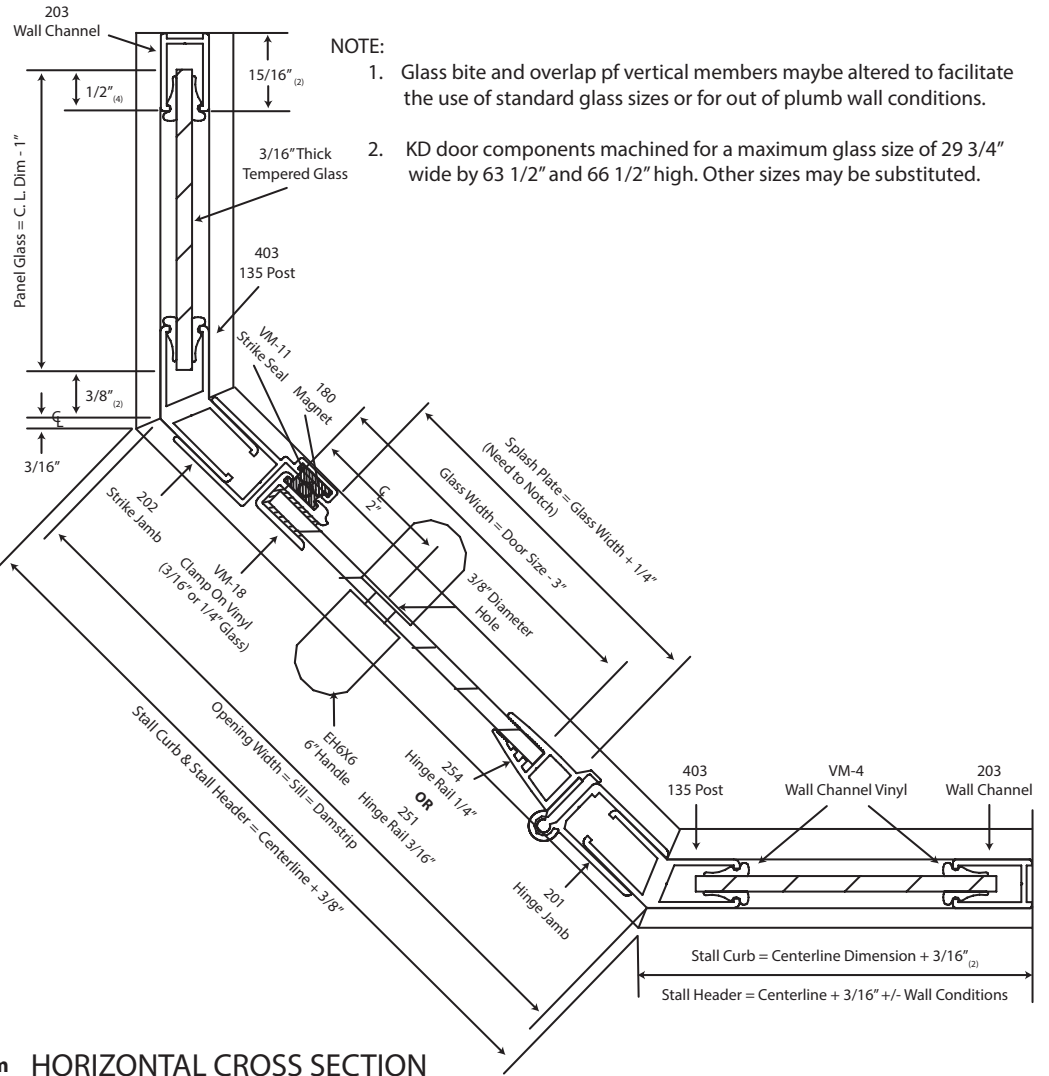 203
Wall Channel
NOTE:
1. Glass bite and overlap pf vertical members maybe altered to facilitate
the use of standard glass sizes or for out of plumb wall conditions.
2. KD door components machined for a maximum glass size of 29 3/4"
wide by 63 1/2" and 66 1/2" high. Other sizes may be substituted.
15/16" (2)
1/2" (4)
Panel Glass = C. L. Dim - 1"
3/16" Thick
Tempered Glass
403
135 Post
VM-11
Strike Seal
180
Magnet
3/8" (2)
CL
3/16"
202
Strike Jamb
VM-18
Clamp On Vinyl
(3/16" or 1/4" Glass)
CL
2"
Splash Plate = Glass Width + 1/4"
(Need to Notch)
Glass Width = Door Size - 3"
3/8" Diameter
Hole
EH6X6
6" Handle
254
Hinge Rail 1/4"
OR
251
Hinge Rail 3/16"
Opening Width = Sill = Damstrip
Stall Curb & Stall Header = Centerline + 3/8"
201
Hinge Jamb
403
135 Post
VM-4
Wall Channel Vinyl
203
Wall Channel
Stall Curb = Centerline Dimension + 3/16" (2)
Stall Header = Centerline + 3/16" +/- Wall Conditions
HORIZONTAL CROSS SECTION